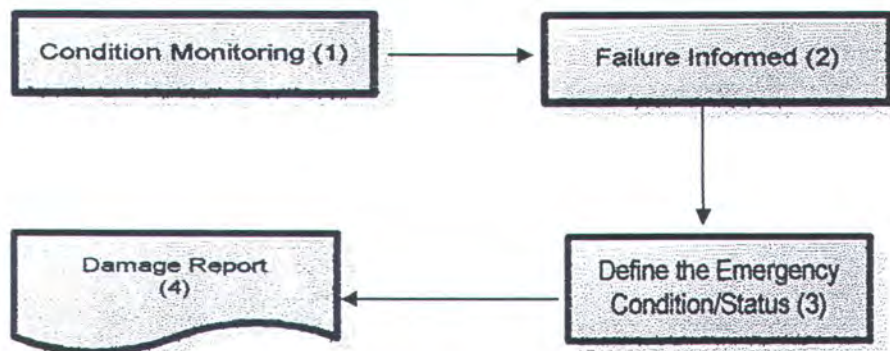 Condition Monitoring (1)
Failure Informed (2)
Define the Emergency
Condition/Status (3)
Damage Report
(4)